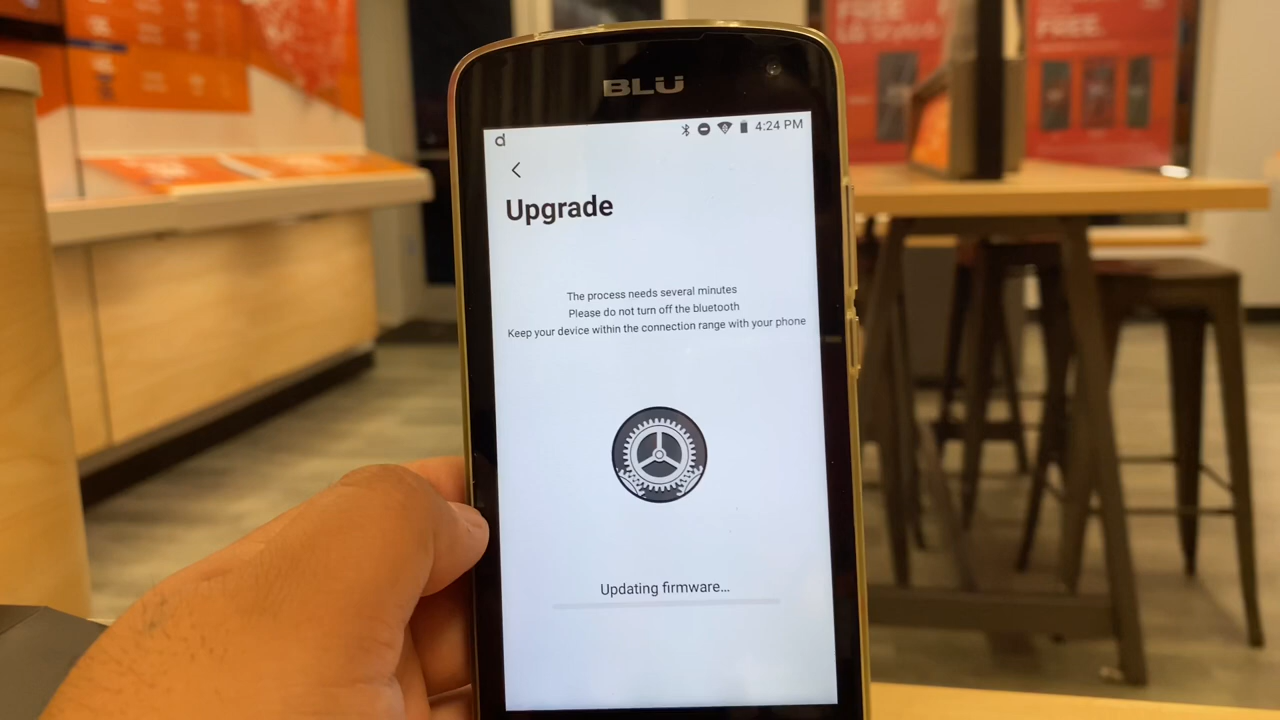 FREE
FREE.
BLU
d
4:24 PM
Upgrade
The process needs several minutes
Please do not turn off the bluetooth
Keep your device within the connection range with your phone
Updating firmware...